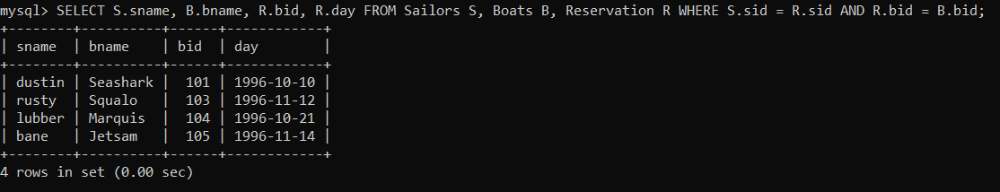 mysql> SELECT S.sname, B.bname, R.bid, R.day FROM Sailors S, Boats B, Reservation R WHERE S.sid = R.sid AND R.bid = B.bid;
+--------+----------+------+------------+
| sname  | bname    | bid  | day        |
+--------+----------+------+------------+
| dustin | Seashark |  101 | 1996-10-10 |
| rusty  | Squalo   |  103 | 1996-11-12 |
| lubber | Marquis  |  104 | 1996-10-21 |
| bane   | Jetsam   |  105 | 1996-11-14 |
+--------+----------+------+------------+
4 rows in set (0.00 sec)